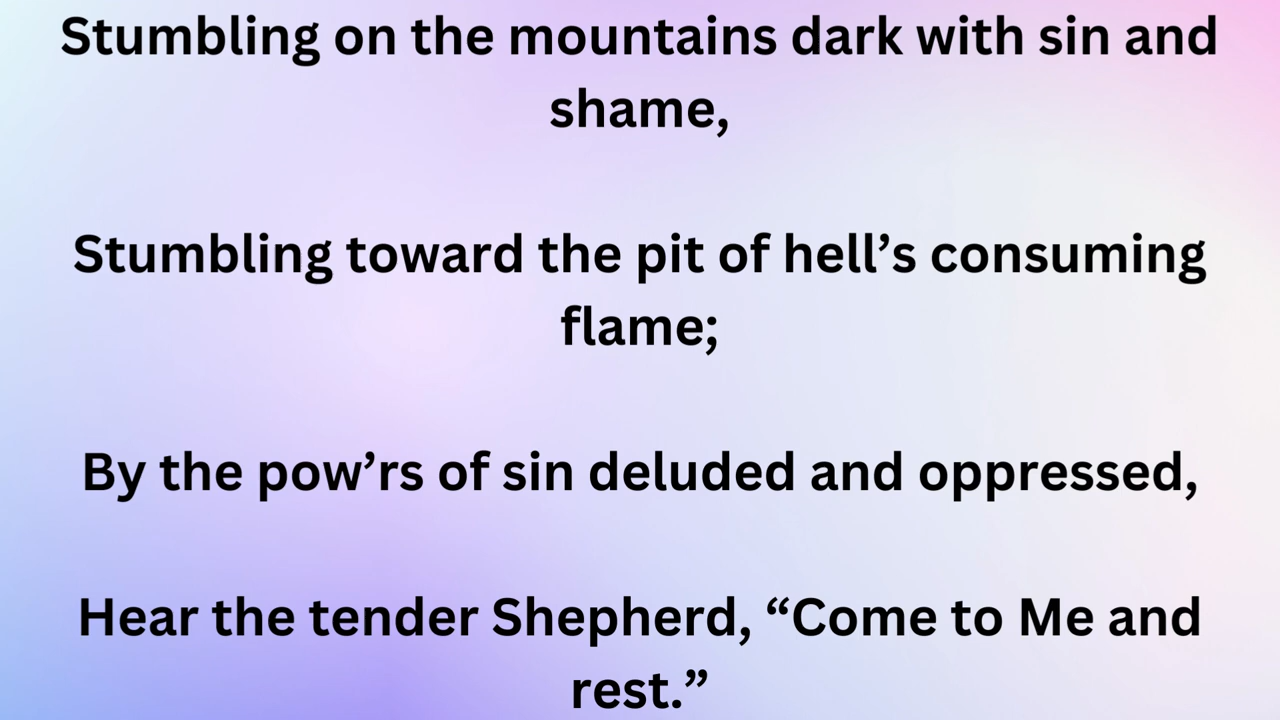 Stumbling on the mountains dark with sin and
shame,
Stumbling toward the pit of hell’s consuming
flame;
By the pow’rs of sin deluded and oppressed,
Hear the tender Shepherd, “Come to Me and
rest.”